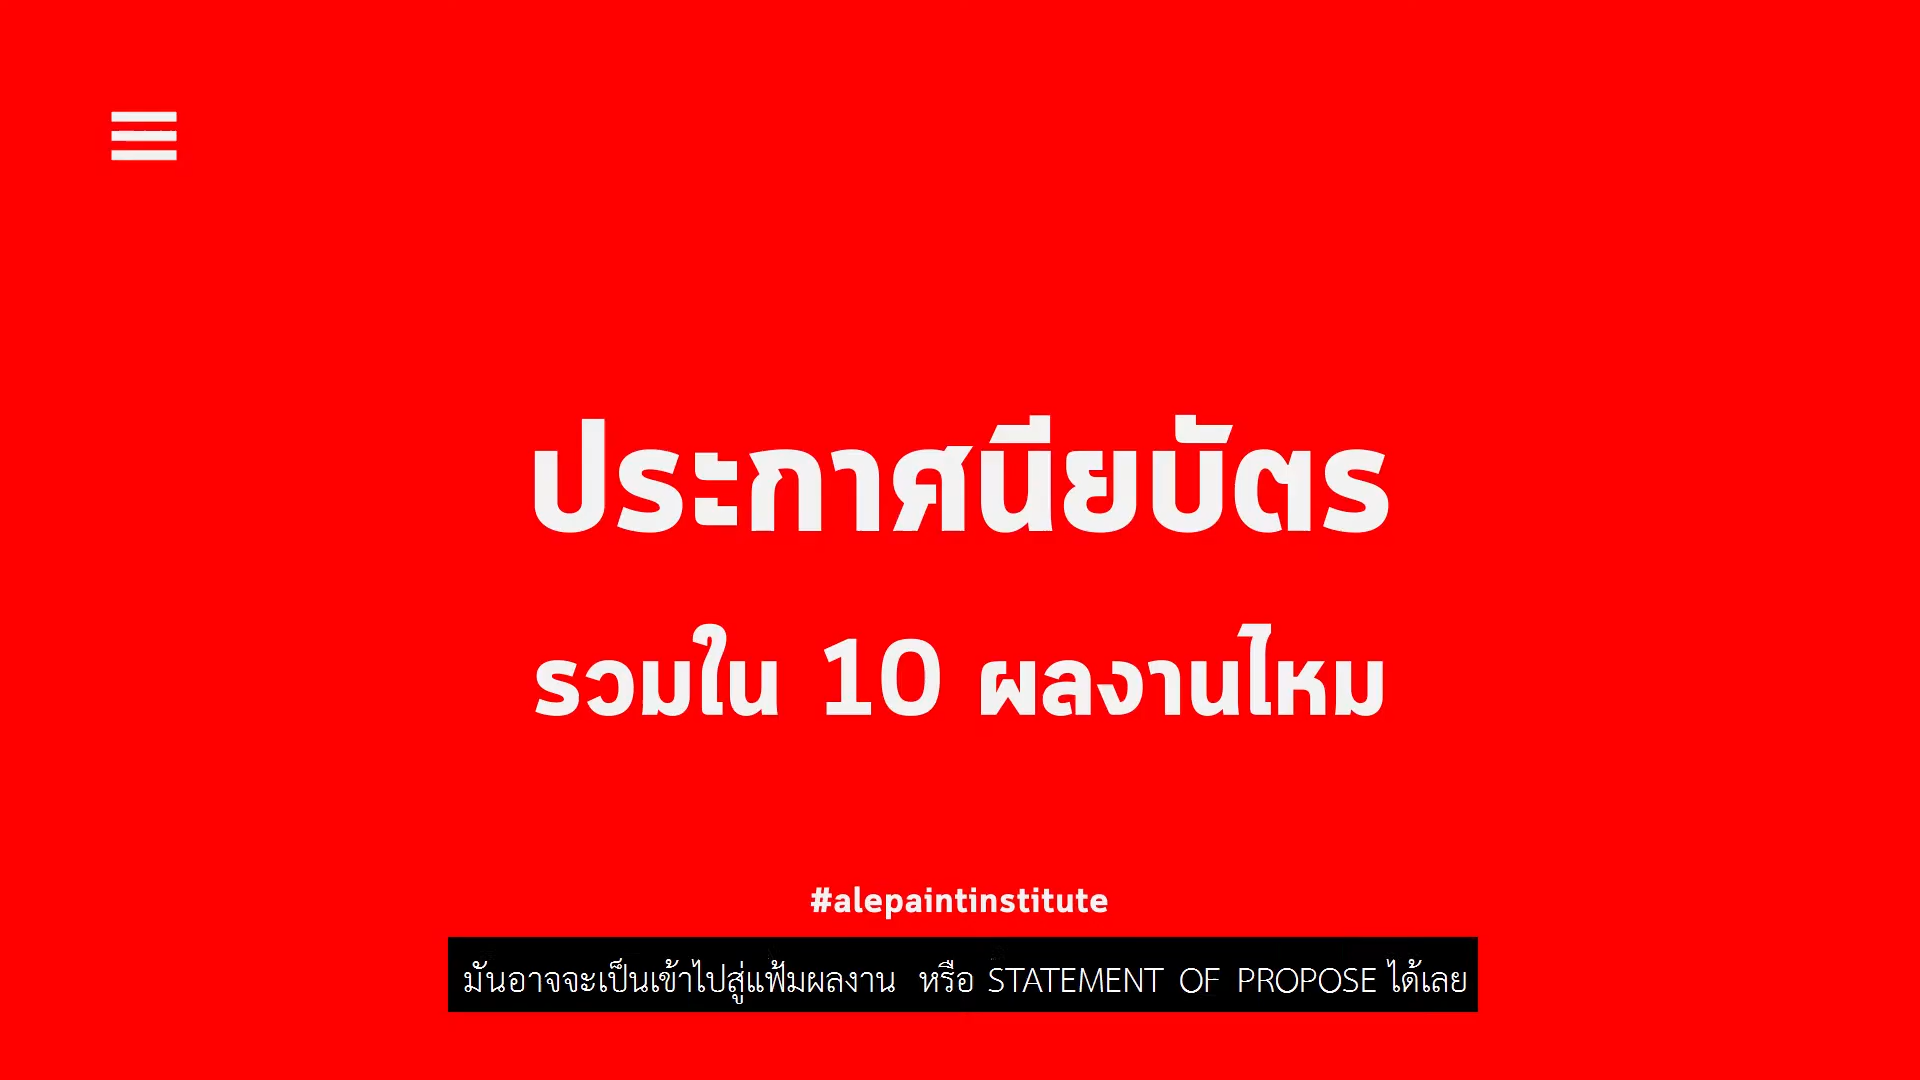 ประกาศนียบัตร
รวมใน 10 ผลงานไหม
#alepaintinstitute
มันอาจจะเป็นเข้าไปสู่แฟ้มผลงาน หรือ STATEMENT OF PROPOSE ได้เลย